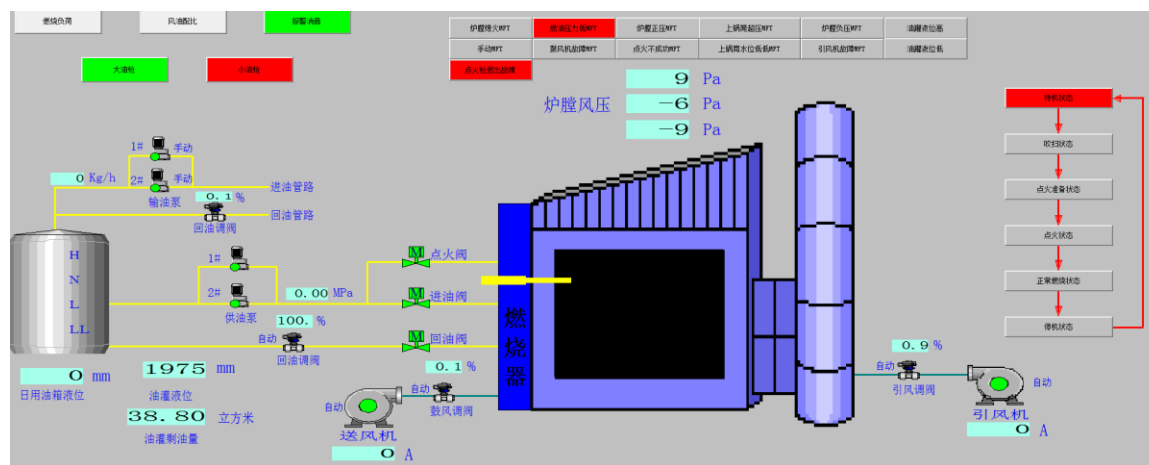 燃烧负荷
风油配比
报警消音
炉膛熄火MFT
燃油压力低MFT
炉膛正压MFT
上锅筒超压MFT
炉膛负压MFT
油罐液位高
手动MFT
鼓风机故障MFT
点火不成功MFT
上锅筒水位低低MFT
引风机故障MFT
油罐液位低
大油枪
小油枪
点火枪退出故障
9 Pa
炉膛风压
-6 Pa
-9 Pa
停机状态
吹扫状态
点火准备状态
点火状态
正常燃烧状态
停机状态
1# 手动
0 Kg/h
2# 手动
输油泵
0.1 %
进油管路
回油管路
回油调阀
H
N
L
LL
1#
2#
供油泵
0.00 MPa
100. %
自动
回油调阀
M 点火阀
M 进油阀
M 回油阀
燃烧器
0 mm
日用油箱液位
1975 mm
油灌液位
38.80 立方米
油灌剩油量
0.1 %
自动
鼓风调阀
自动
送风机
0 A
0.9 %
自动
引风调阀
自动
引风机
0 A